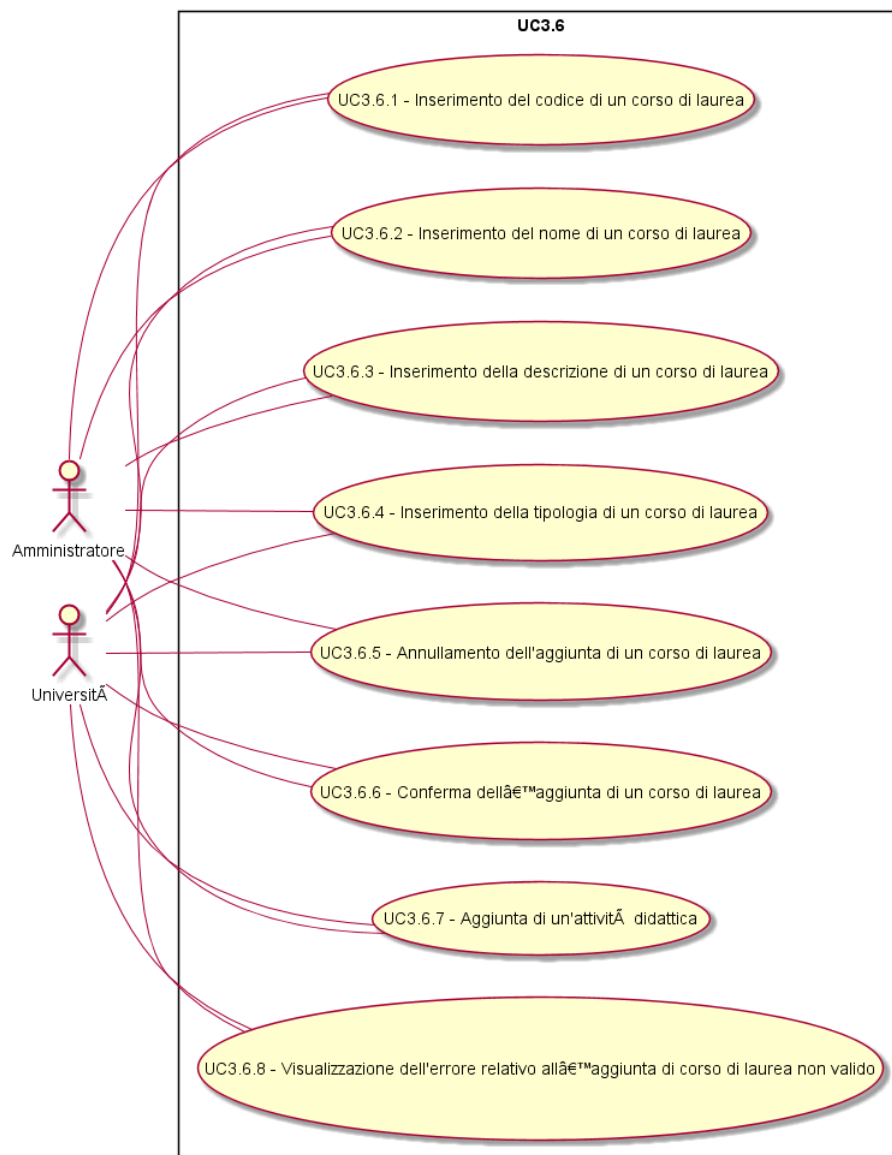 UC3.6
UC3.6.1 - Inserimento del codice di un corso di laurea
UC3.6.2 - Inserimento del nome di un corso di laurea
UC3.6.3 - Inserimento della descrizione di un corso di laurea
UC3.6.4 - Inserimento della tipologia di un corso di laurea
Amministratore
UC3.6.5 - Annullamento dell'aggiunta di un corso di laurea
UniversitÃ
UC3.6.6 - Conferma dellâ€™aggiunta di un corso di laurea
UC3.6.7 - Aggiunta di un'attivitÃ  didattica
UC3.6.8 - Visualizzazione dell'errore relativo allâ€™aggiunta di corso di laurea non valido